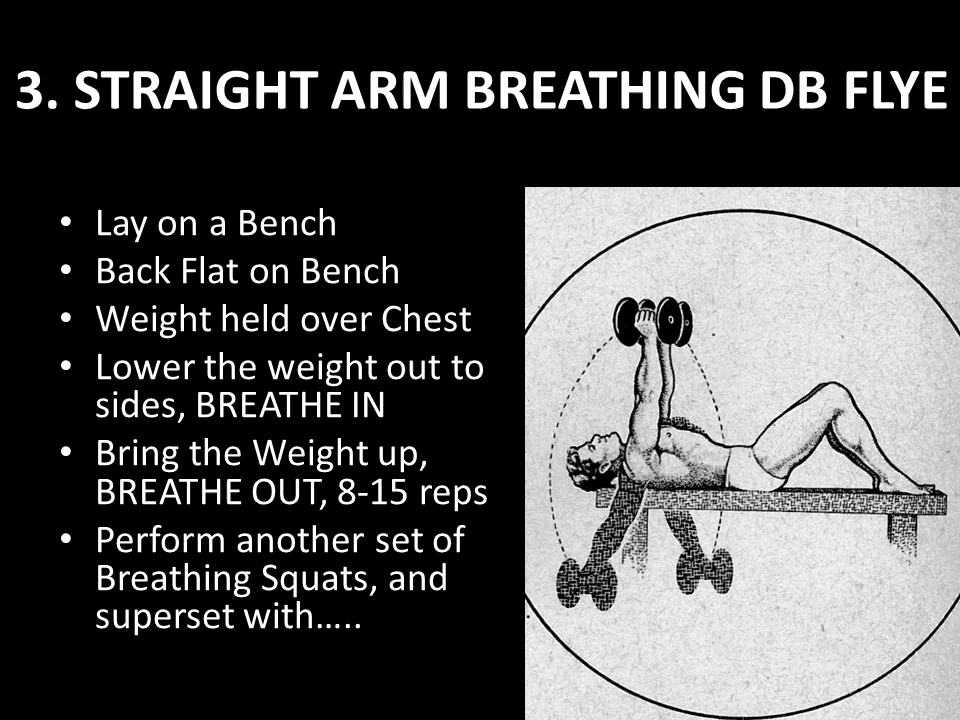 3. STRAIGHT ARM BREATHING DB FLYE
• Lay on a Bench
• Back Flat on Bench
• Weight held over Chest
• Lower the weight out to
sides, BREATHE IN
• Bring the Weight up,
BREATHE OUT, 8-15 reps
• Perform another set of
Breathing Squats, and
superset with…..